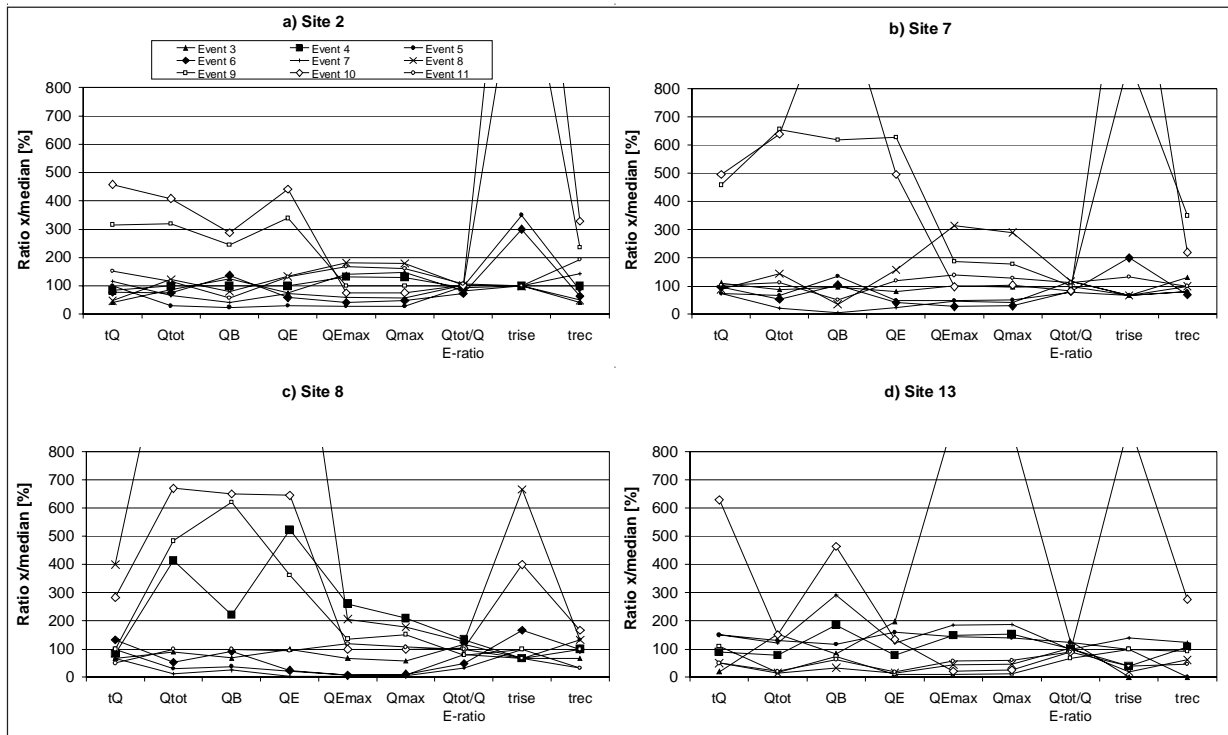 a) Site 2
Event 3 Event 4 Event 5
Event 6 Event 7 Event 8
Event 9 Event 10 Event 11
Ratio x/median [%]
800
700
600
500
400
300
200
100
0
tQ Qtot QB QE QEmax Qmax Qtot/Q trise trec
E-ratio
b) Site 7
Ratio x/median [%]
800
700
600
500
400
300
200
100
0
tQ Qtot QB QE QEmax Qmax Qtot/Q trise trec
E-ratio
c) Site 8
Ratio x/median [%]
800
700
600
500
400
300
200
100
0
tQ Qtot QB QE QEmax Qmax Qtot/Q trise trec
E-ratio
d) Site 13
Ratio x/median [%]
800
700
600
500
400
300
200
100
0
tQ Qtot QB QE QEmax Qmax Qtot/Q trise trec
E-ratio